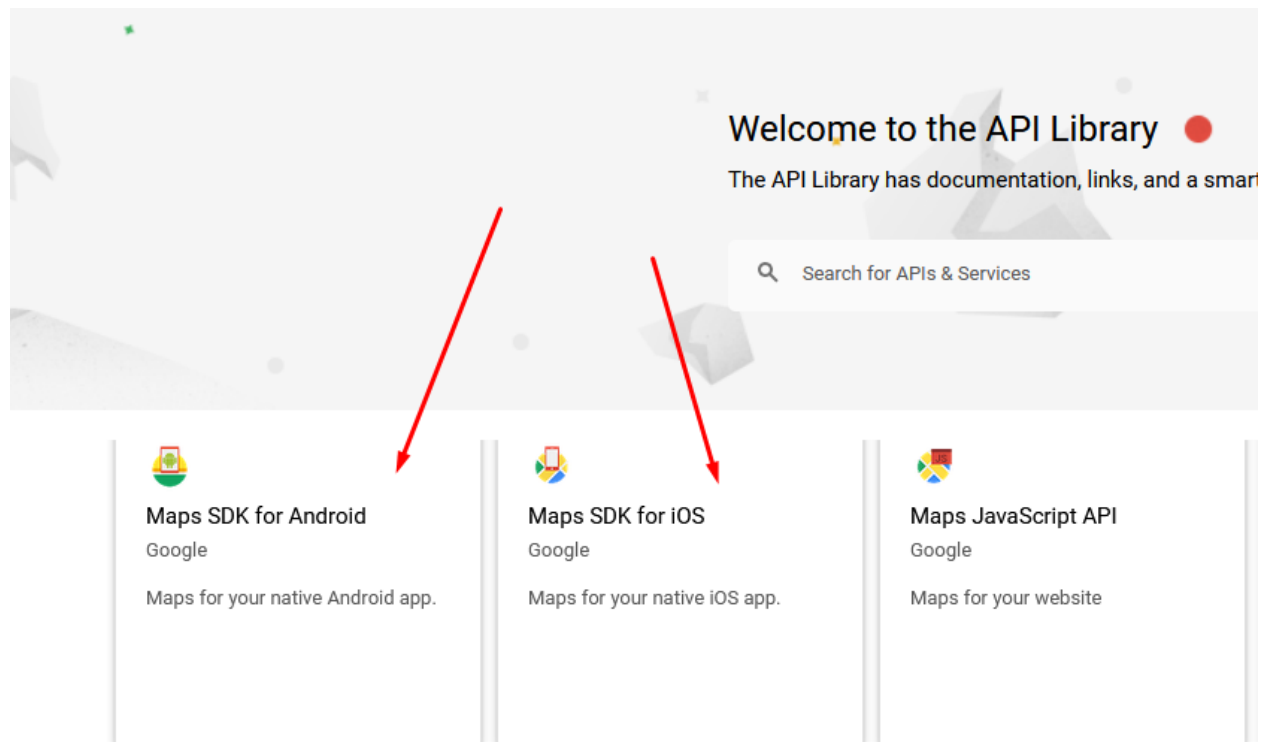 Welcome to the API Library
The API Library has documentation, links, and a smart
Search for APIs & Services
JS
Maps SDK for Android
Google
Maps for your native Android app.
Maps SDK for iOS
Google
Maps for your native iOS app.
Maps JavaScript API
Google
Maps for your website